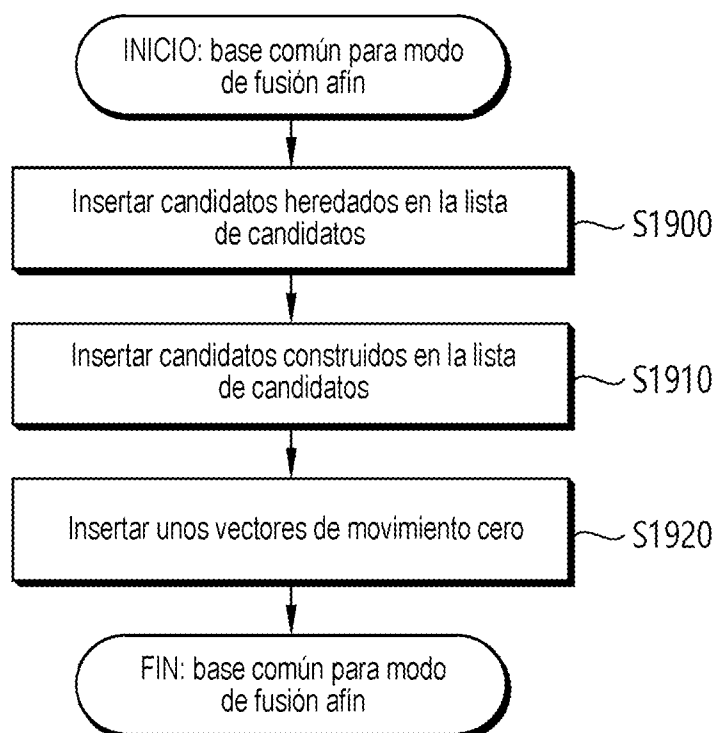 INICIO: base común para modo
de fusión afín
Insertar candidatos heredados en la lista
de candidatos
S1900
Insertar candidatos construidos en la lista
de candidatos
S1910
Insertar unos vectores de movimiento cero
S1920
FIN: base común para modo
de fusión afín